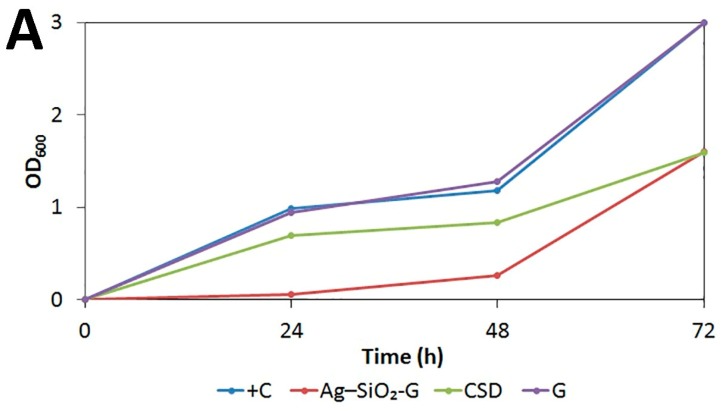 A
3
2
1
0
OD₆₀₀
0 24 48 72
Time (h)
+C Ag–SiO₂-G CSD G